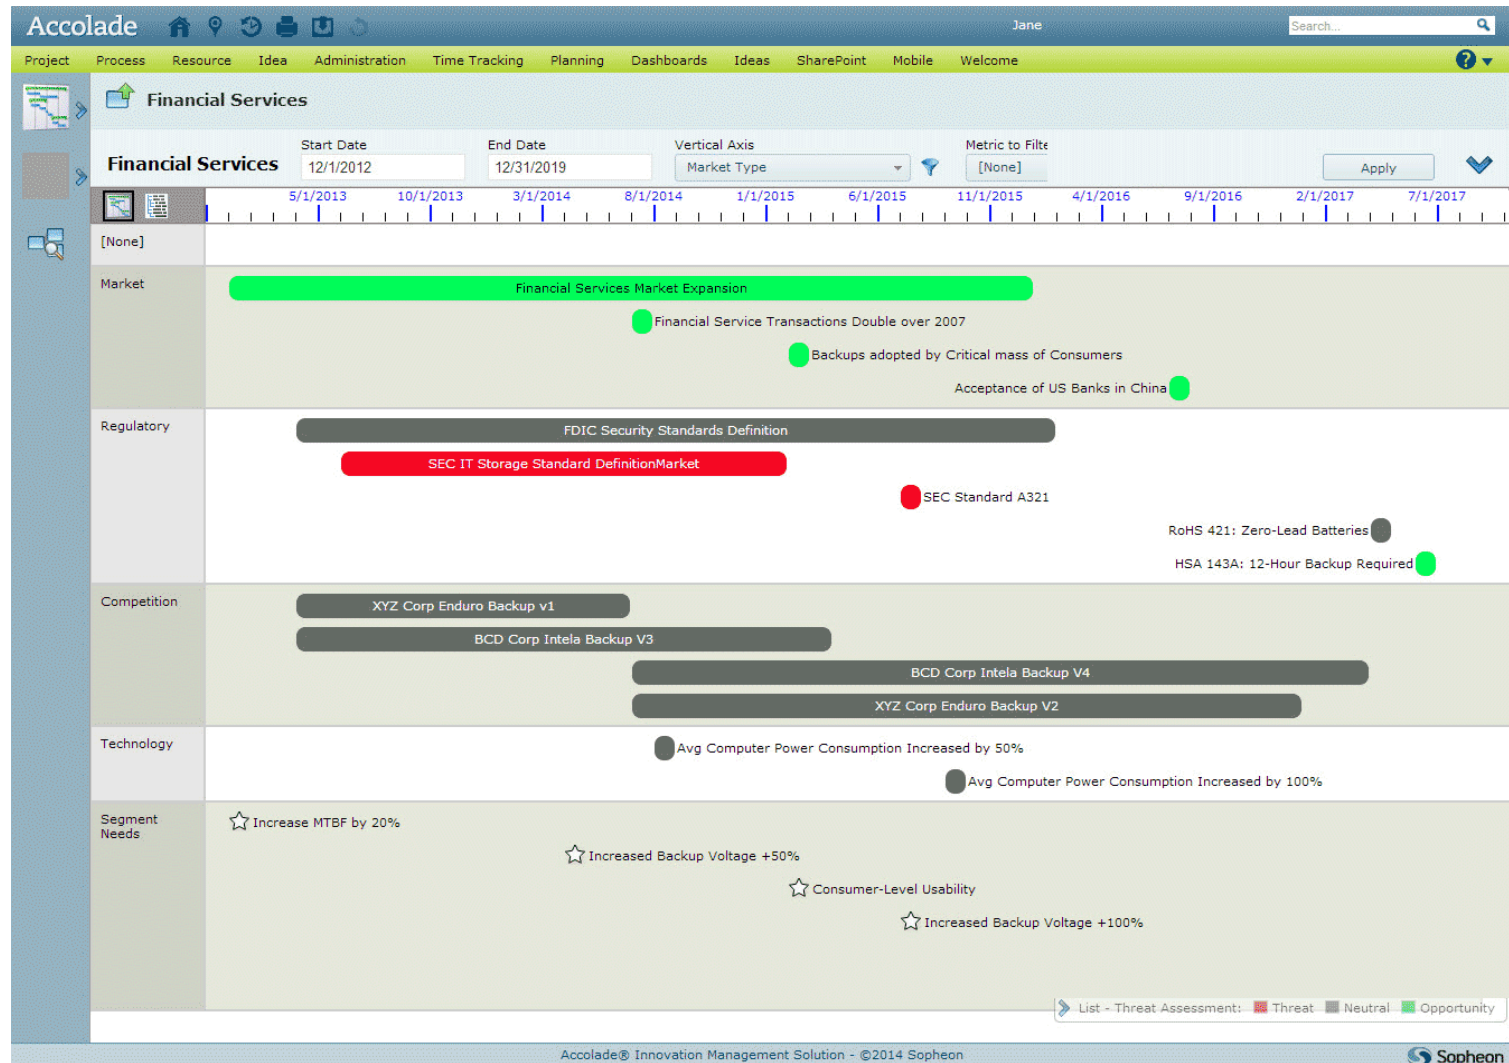 Accolade
Jane
Search...
Project Process Resource Idea Administration Time Tracking Planning Dashboards Ideas SharePoint Mobile Welcome ?
Financial Services
Start Date End Date Vertical Axis Metric to Filte
Financial Services 12/1/2012 12/31/2019 Market Type [None] Apply
5/1/2013 10/1/2013 3/1/2014 8/1/2014 1/1/2015 6/1/2015 11/1/2015 4/1/2016 9/1/2016 2/1/2017 7/1/2017
[None]
Market
Financial Services Market Expansion
Financial Service Transactions Double over 2007
Backups adopted by Critical mass of Consumers
Acceptance of US Banks in China
Regulatory
FDIC Security Standards Definition
SEC IT Storage Standard DefinitionMarket
SEC Standard A321
RoHS 421: Zero-Lead Batteries
HSA 143A: 12-Hour Backup Required
Competition
XYZ Corp Enduro Backup v1
BCD Corp Intela Backup V3
BCD Corp Intela Backup V4
XYZ Corp Enduro Backup V2
Technology
Avg Computer Power Consumption Increased by 50%
Avg Computer Power Consumption Increased by 100%
Segment
Needs
Increase MTBF by 20%
Increased Backup Voltage +50%
Consumer-Level Usability
Increased Backup Voltage +100%
List - Threat Assessment: Threat Neutral Opportunity
Accolade® Innovation Management Solution - ©2014 Sopheon
Sopheon